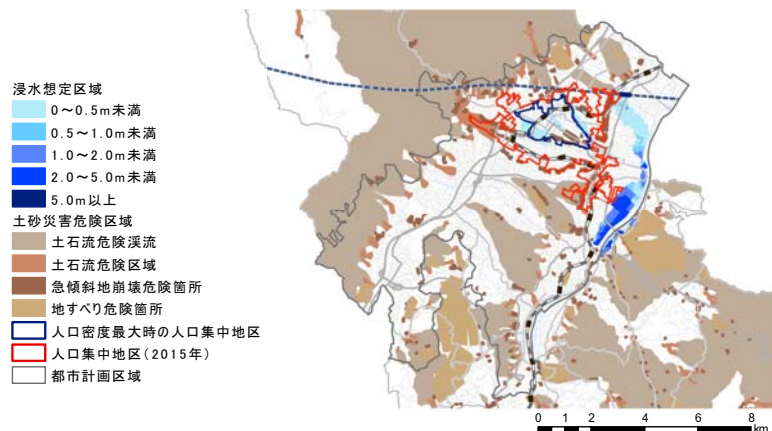 浸水想定区域
0～0.5m未満
0.5～1.0m未満
1.0～2.0m未満
2.0～5.0m未満
5.0m以上
土砂災害危険区域
土石流危険渓流
土石流危険区域
急傾斜地崩壊危険箇所
地すべり危険箇所
人口密度最大時の人口集中地区
人口集中地区(2015年)
都市計画区域
0 1 2 4 6 8
km